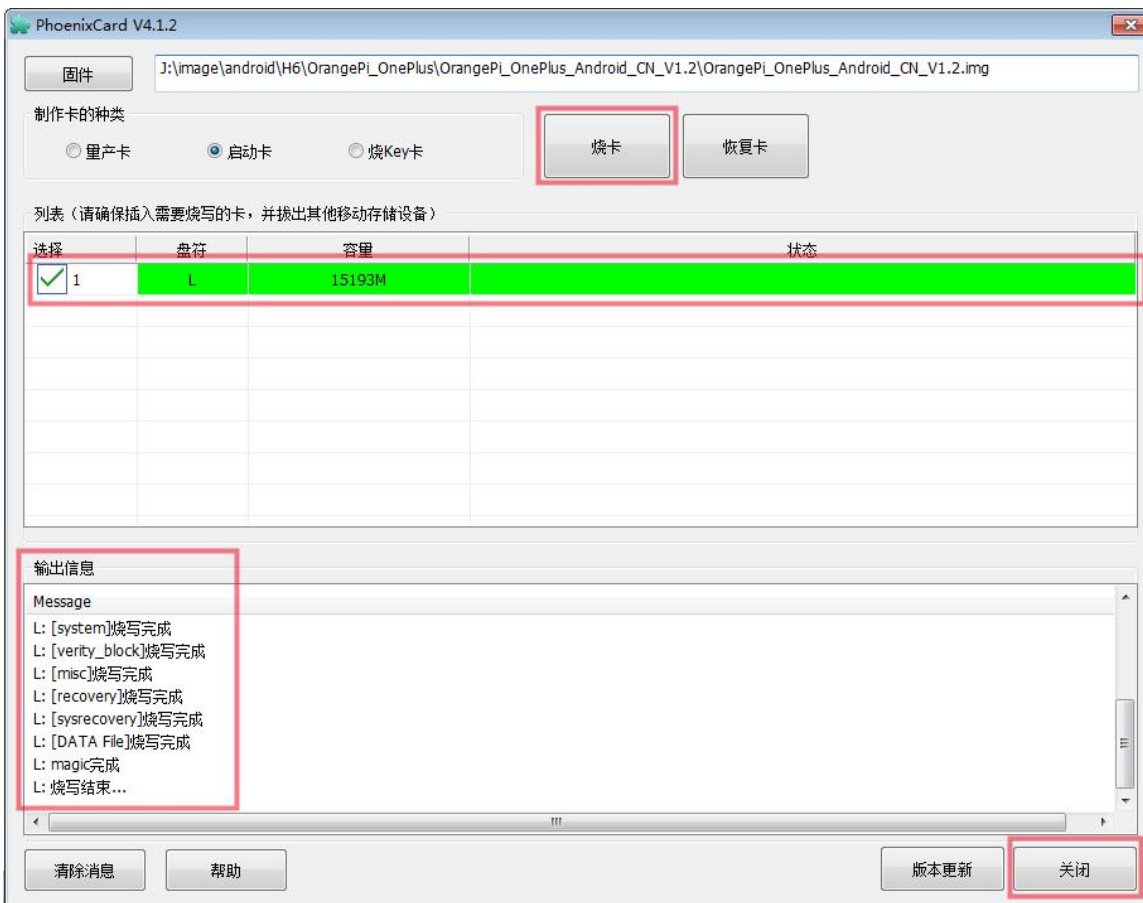 PhoenixCard V4.1.2
固件 J:\image\android\H6\OrangePi_OnePlus\OrangePi_OnePlus_Android_CN_V1.2\OrangePi_OnePlus_Android_CN_V1.2.img
制作卡的种类
量产卡 启动卡 烧Key卡 烧卡 恢复卡
列表（请确保插入需要烧写的卡，并拔出其他移动存储设备）
选择 盘符 容量 状态
1 L 15193M
输出信息
Message
L: [system]烧写完成
L: [verity_block]烧写完成
L: [misc]烧写完成
L: [recovery]烧写完成
L: [sysrecovery]烧写完成
L: [DATA File]烧写完成
L: magic完成
L: 烧写结束...
清除消息 帮助 版本更新 关闭